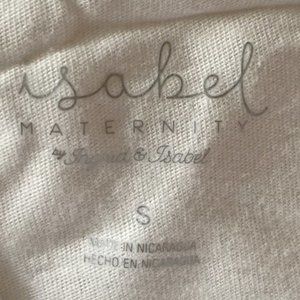 isabel
MATERNITY
by Ingrid & Isabel
S
MADE IN NICARAGUA
HECHO EN NICARAGUA